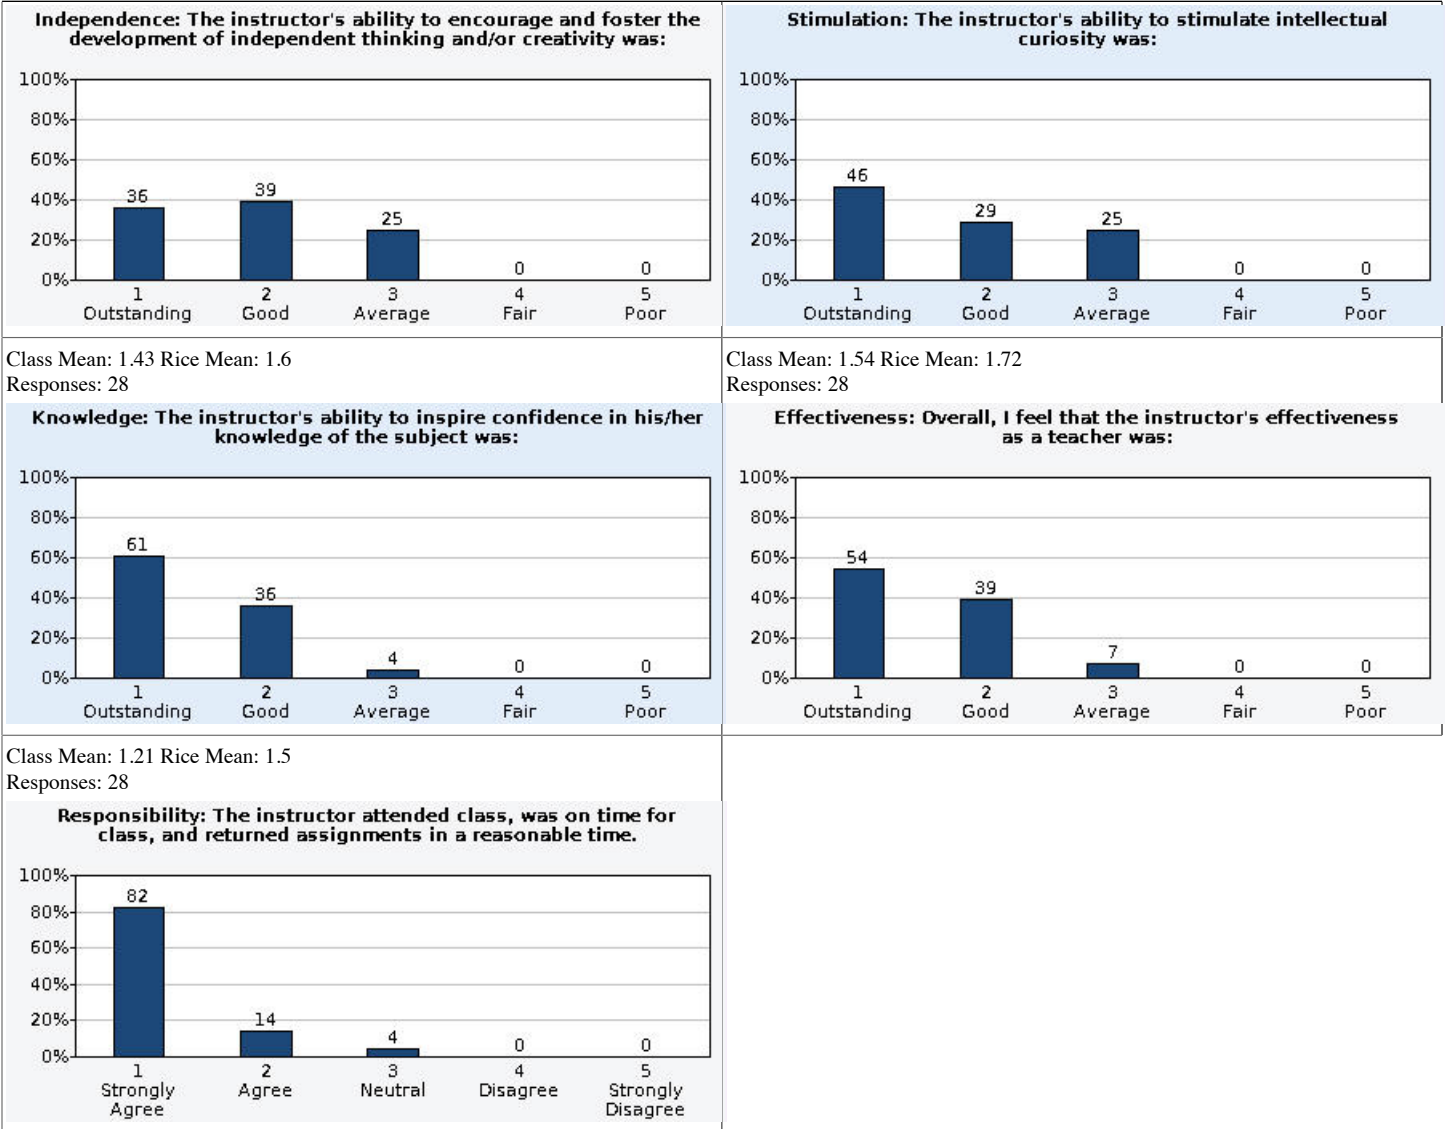 Independence: The instructor's ability to encourage and foster the
development of independent thinking and/or creativity was:
100%
80%
60%
40%
20%
0%
36
39
25
0
0
1
2
3
4
5
Outstanding
Good
Average
Fair
Poor
Stimulation: The instructor's ability to stimulate intellectual
curiosity was:
100%
80%
60%
40%
20%
0%
46
29
25
0
0
1
2
3
4
5
Outstanding
Good
Average
Fair
Poor
Class Mean: 1.43 Rice Mean: 1.6
Responses: 28
Class Mean: 1.54 Rice Mean: 1.72
Responses: 28
Knowledge: The instructor's ability to inspire confidence in his/her
knowledge of the subject was:
100%
80%
60%
40%
20%
0%
61
36
4
0
0
1
2
3
4
5
Outstanding
Good
Average
Fair
Poor
Effectiveness: Overall, I feel that the instructor's effectiveness
as a teacher was:
100%
80%
60%
40%
20%
0%
54
39
7
0
0
1
2
3
4
5
Outstanding
Good
Average
Fair
Poor
Class Mean: 1.21 Rice Mean: 1.5
Responses: 28
Responsibility: The instructor attended class, was on time for
class, and returned assignments in a reasonable time.
100%
80%
60%
40%
20%
0%
82
14
4
0
0
1
2
3
4
5
Strongly
Agree
Agree
Neutral
Disagree
Strongly
Disagree